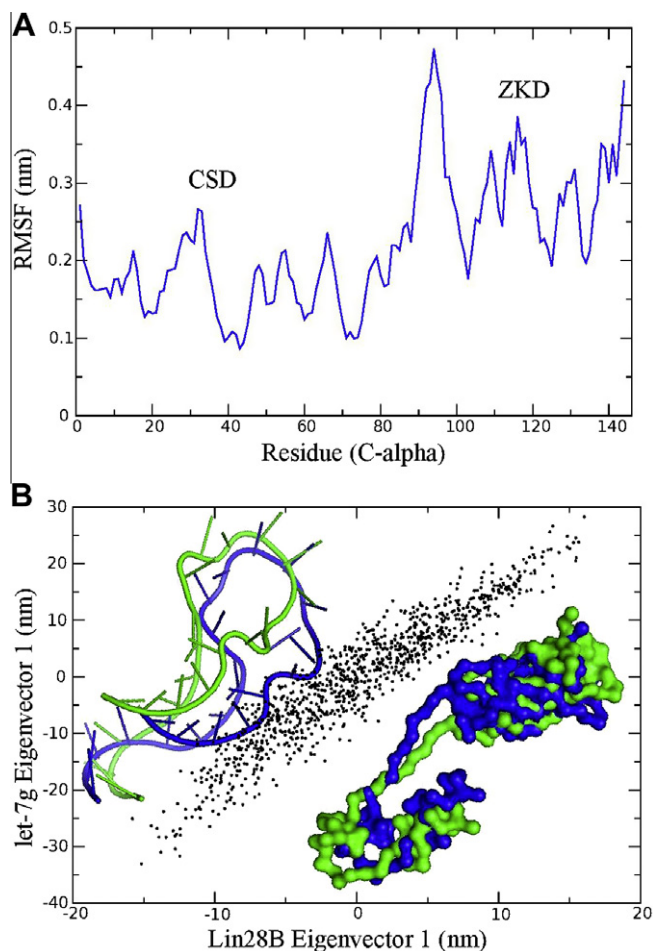 A
0.5
0.4
0.3
0.2
0.1
0
RMSF (nm)
CSD
ZKD
0 20 40 60 80 100 120 140
Residue (C-alpha)
B
30
20
10
0
-10
-20
-30
-40
let-7g Eigenvector 1 (nm)
-20 -10 0 10 20
Lin28B Eigenvector 1 (nm)